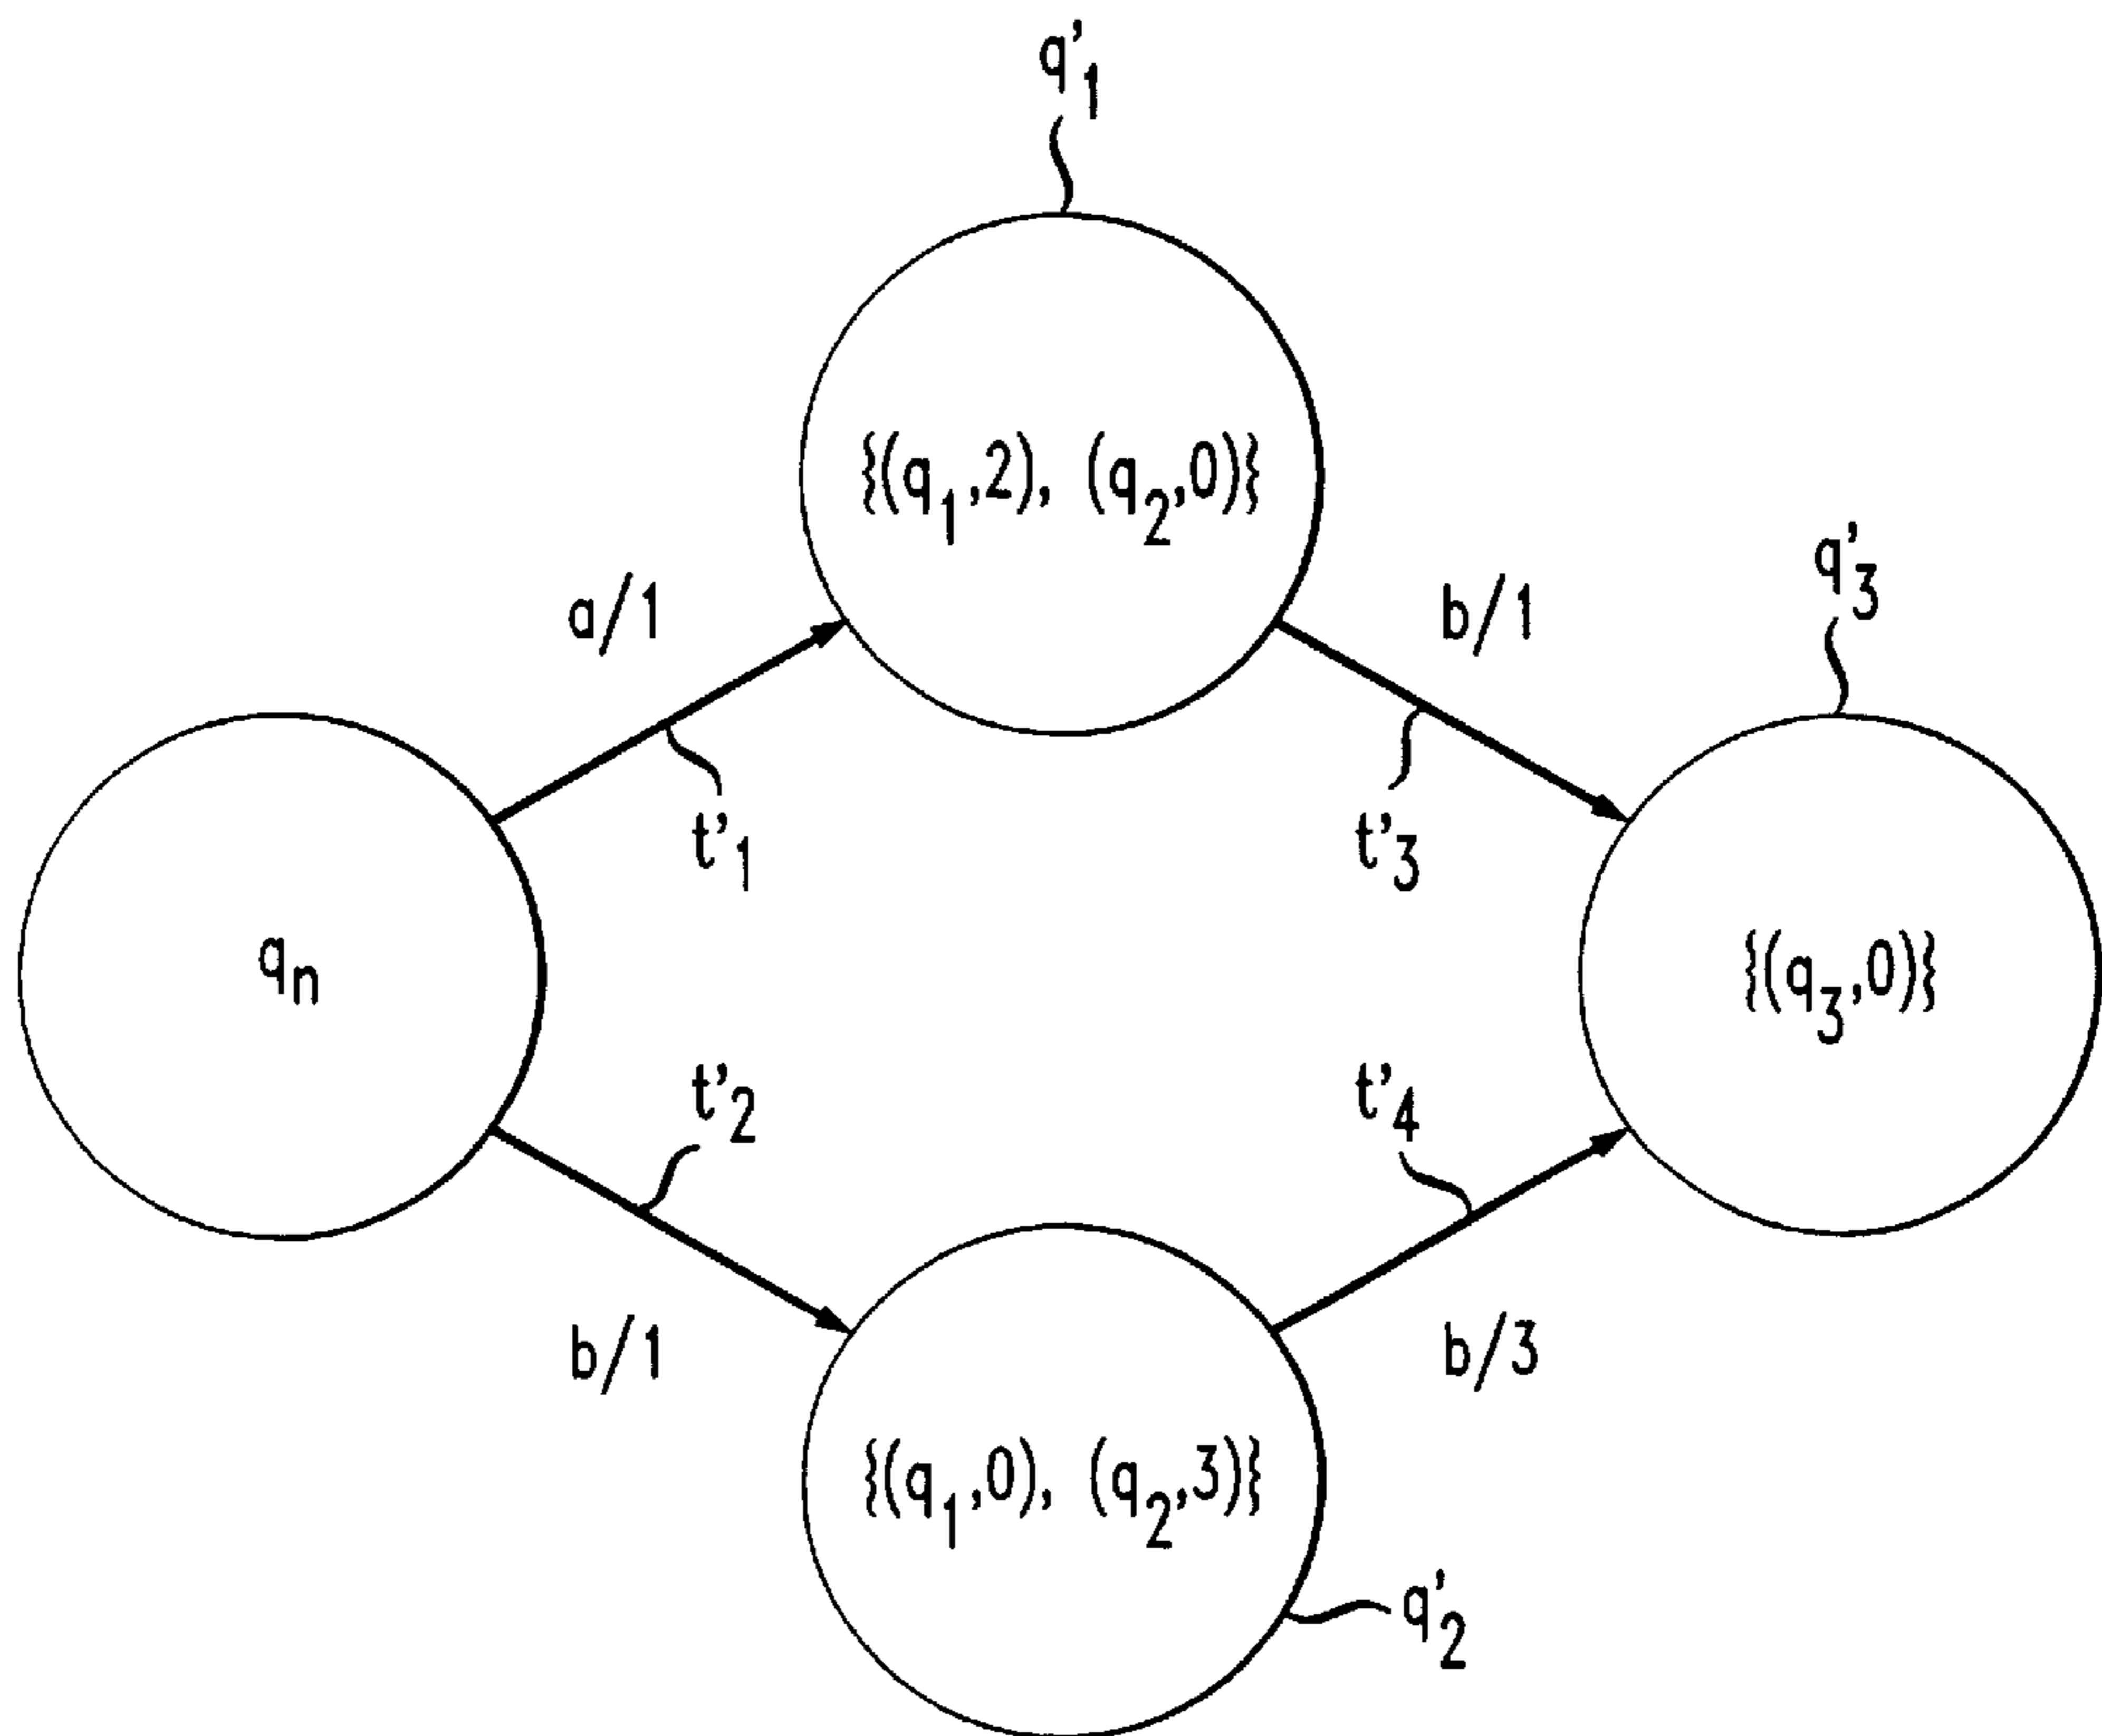 q'1
{(q1,2), (q2,0)}
q'3
a/1
b/1
t'1
t'3
qn
{(q3,0)}
t'2
t'4
b/1
b/3
{(q1,0), (q2,3)}
q'2